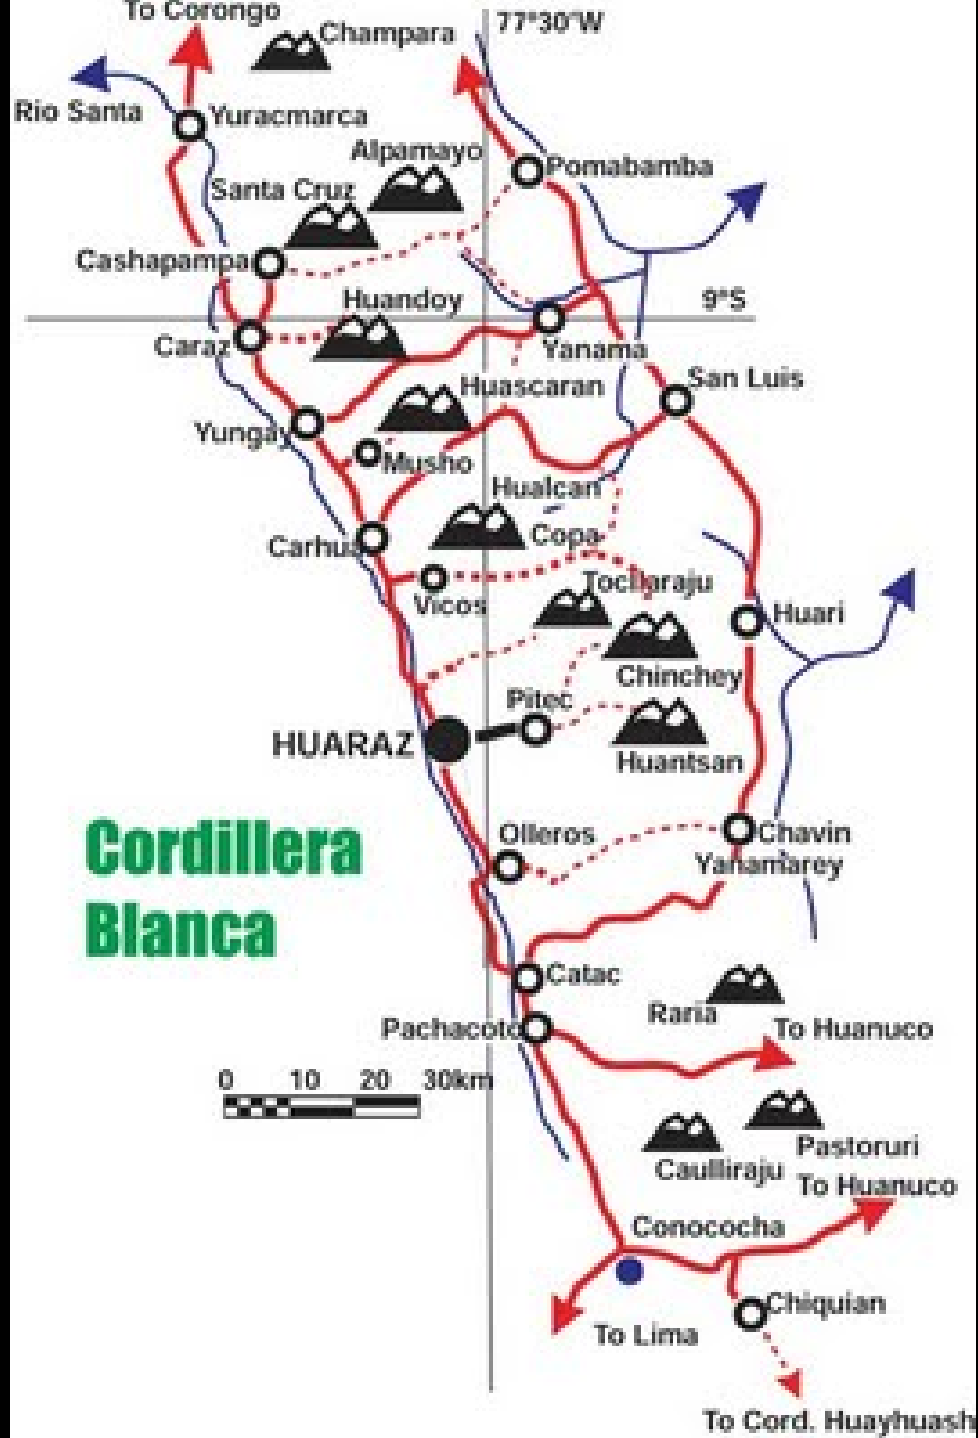 To Corongo
77°30'W
Champara
Rio Santa
Yuracmarca
Alpamayo
Pomabamba
Santa Cruz
Cashapampa
Huandoy
9°S
Caraz
Yanama
San Luis
Huascaran
Yungay
Musho
Hualcan
Copa
Carhua
Tocllaraju
Vicos
Huari
Chinchey
Pitec
HUARAZ
Huantsan
Cordillera
Blanca
Olleros
Chavin
Yanamarey
Catac
Raria
Pachacoto
To Huanuco
0 10 20 30km
Pastoruri
Caulliraju
To Huanuco
Conococha
Chiquian
To Lima
To Cord. Huayhuash